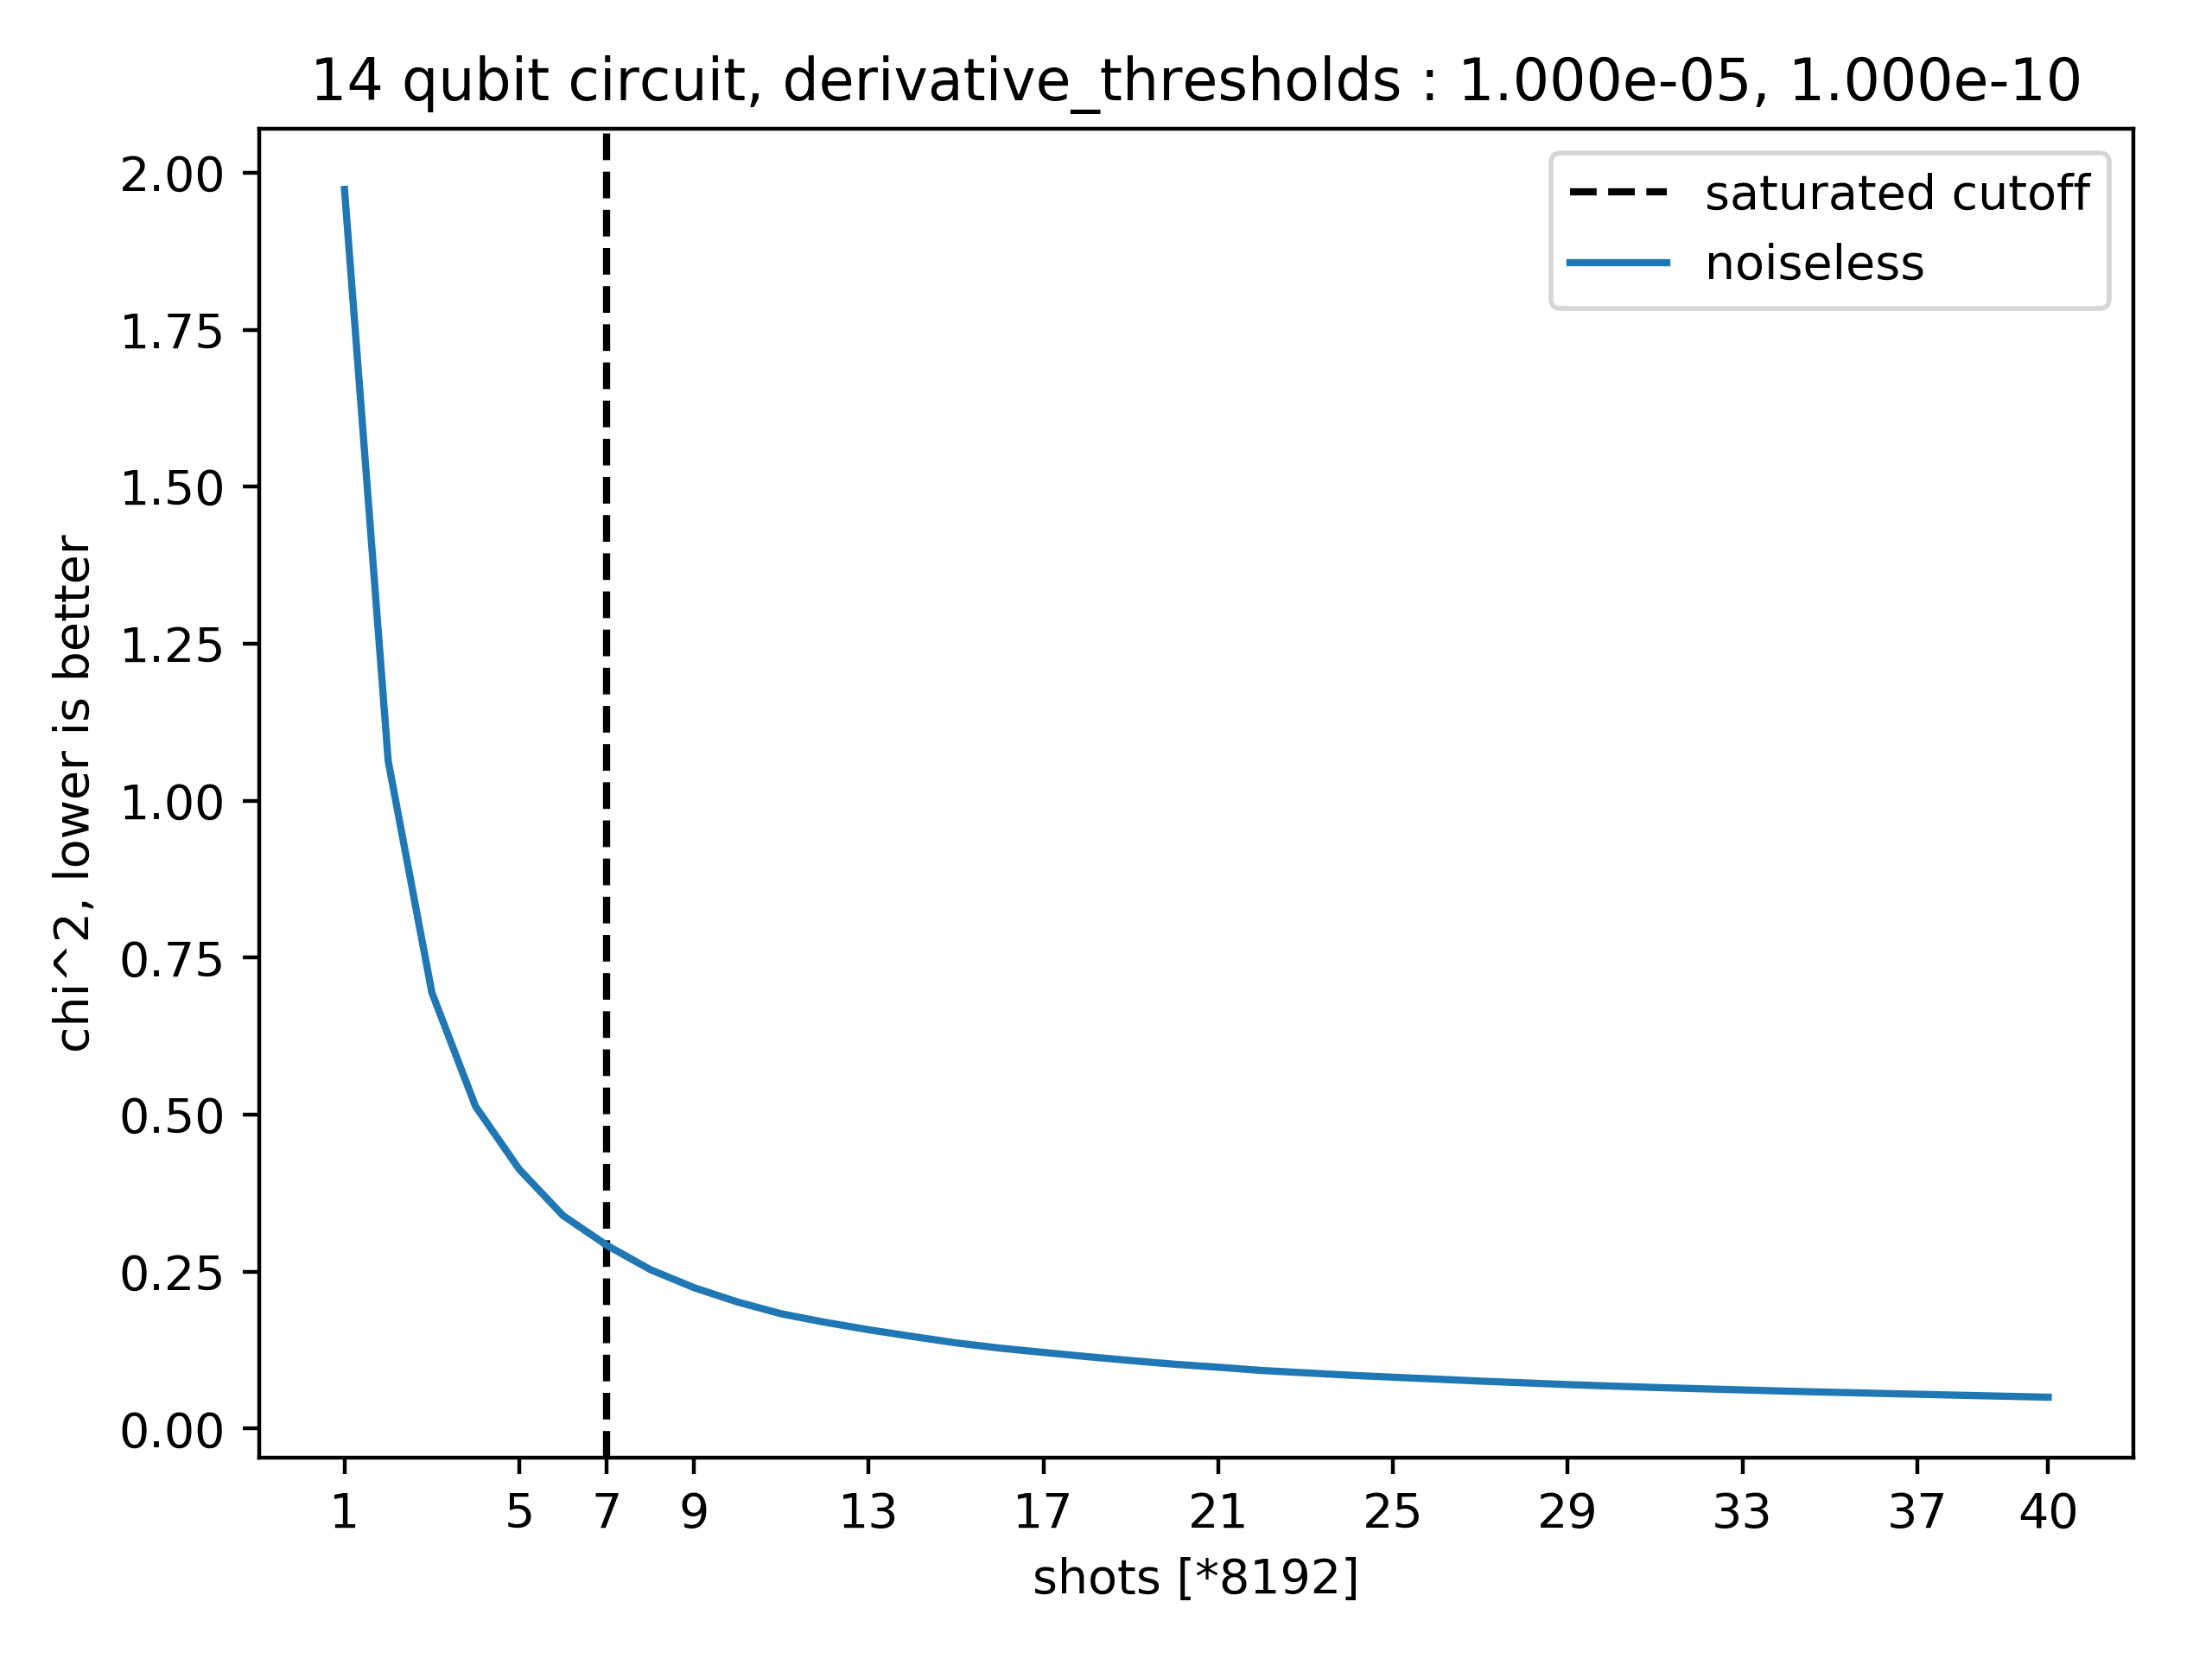 14 qubit circuit, derivative_thresholds : 1.000e-05, 1.000e-10
saturated cutoff
noiseless
chi^2, lower is better
2.00
1.75
1.50
1.25
1.00
0.75
0.50
0.25
0.00
1 5 7 9 13 17 21 25 29 33 37 40
shots [*8192]